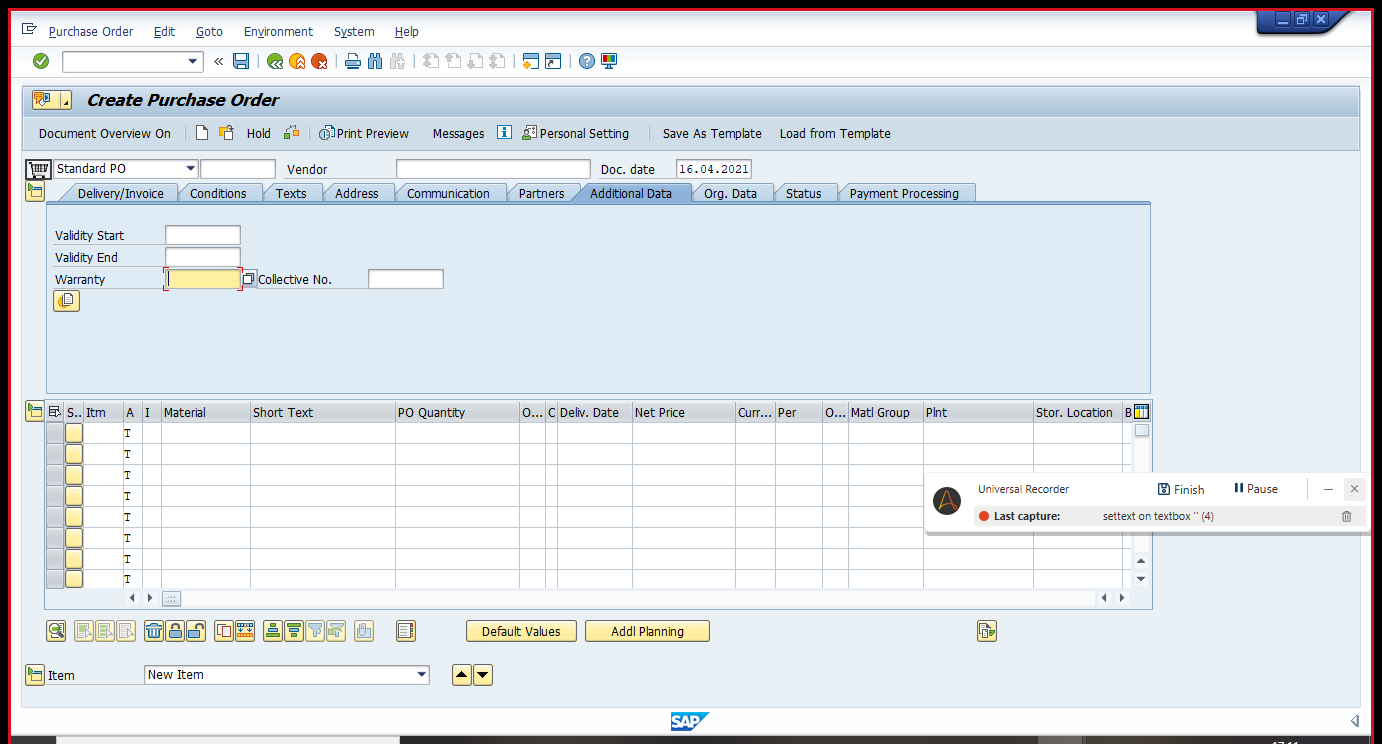 Purchase Order Edit Goto Environment System Help
Create Purchase Order
Document Overview On Hold Print Preview Messages Personal Setting Save As Template Load from Template
Standard PO Vendor Doc. date 16.04.2021
Delivery/Invoice Conditions Texts Address Communication Partners Additional Data Org. Data Status Payment Processing
Validity Start
Validity End
Warranty Collective No.
S.. Itm A I Material Short Text PO Quantity O... C Deliv. Date Net Price Curr... Per O... Matl Group Plnt Stor. Location B
T
T
T
T
T
T
T
T
Universal Recorder Finish Pause
Last capture: settext on textbox '' (4)
Default Values Addl Planning
Item New Item
SAP